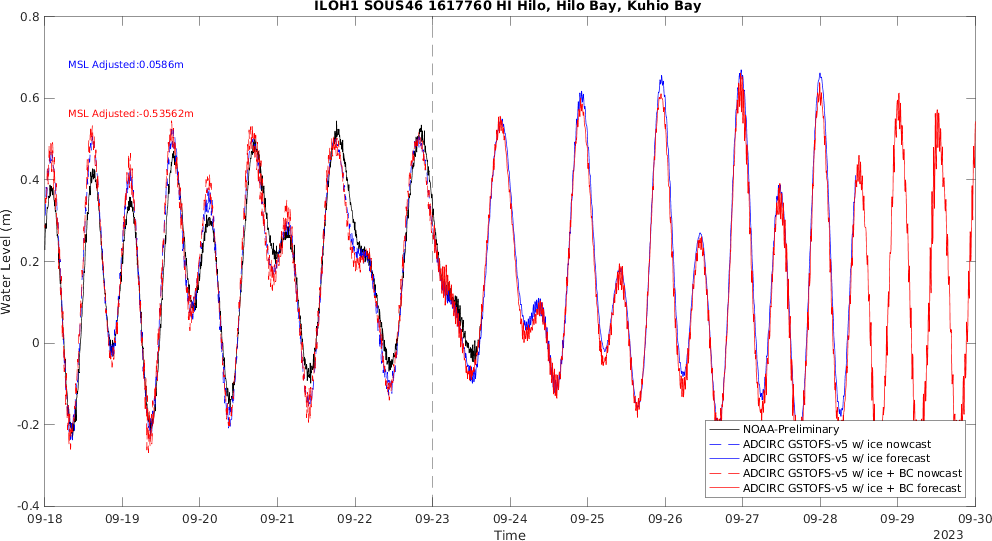 ILOH1 SOUS46 1617760 HI Hilo, Hilo Bay, Kuhio Bay
0.8
MSL Adjusted:0.0586m
0.6
MSL Adjusted:-0.53562m
0.4
Water Level (m)
0.2
0
-0.2
NOAA-Preliminary
ADCIRC GSTOFS-v5 w/ ice nowcast
ADCIRC GSTOFS-v5 w/ ice forecast
ADCIRC GSTOFS-v5 w/ ice + BC nowcast
ADCIRC GSTOFS-v5 w/ ice + BC forecast
-0.4
09-18 09-19 09-20 09-21 09-22 09-23 09-24 09-25 09-26 09-27 09-28 09-29 09-30
Time
2023